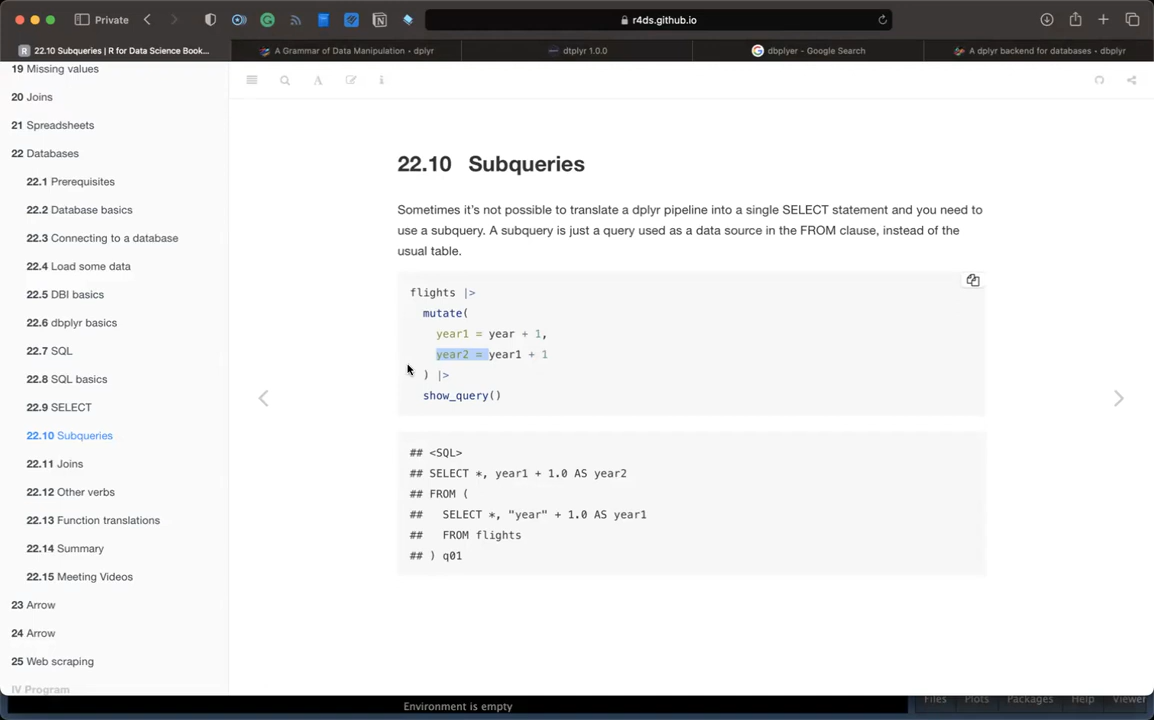 Private
r4ds.github.io
22.10 Subqueries | R for Data Science Book...
A Grammar of Data Manipulation • dplyr
dtplyr 1.0.0
dbplyer - Google Search
A dplyr backend for databases • dbplyr
19 Missing values
20 Joins
21 Spreadsheets
22 Databases
22.1 Prerequisites
22.2 Database basics
22.3 Connecting to a database
22.4 Load some data
22.5 DBI basics
22.6 dbplyr basics
22.7 SQL
22.8 SQL basics
22.9 SELECT
22.10 Subqueries
22.11 Joins
22.12 Other verbs
22.13 Function translations
22.14 Summary
22.15 Meeting Videos
23 Arrow
24 Arrow
25 Web scraping
IV Program
22.10 Subqueries
Sometimes it's not possible to translate a dplyr pipeline into a single SELECT statement and you need to
use a subquery. A subquery is just a query used as a data source in the FROM clause, instead of the
usual table.
flights |>
mutate(
year1 = year + 1,
year2 = year1 + 1
) |>
show_query()
## <SQL>
## SELECT *, year1 + 1.0 AS year2
## FROM (
##   SELECT *, "year" + 1.0 AS year1
##   FROM flights
## ) q01
Environment is empty
Files Plots Packages Help Viewer